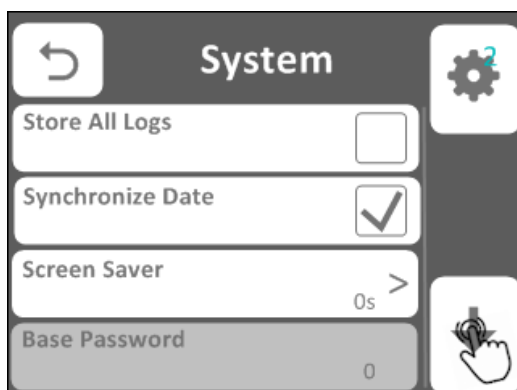 System
2
Store All Logs
Synchronize Date
Screen Saver
0s >
Base Password
0